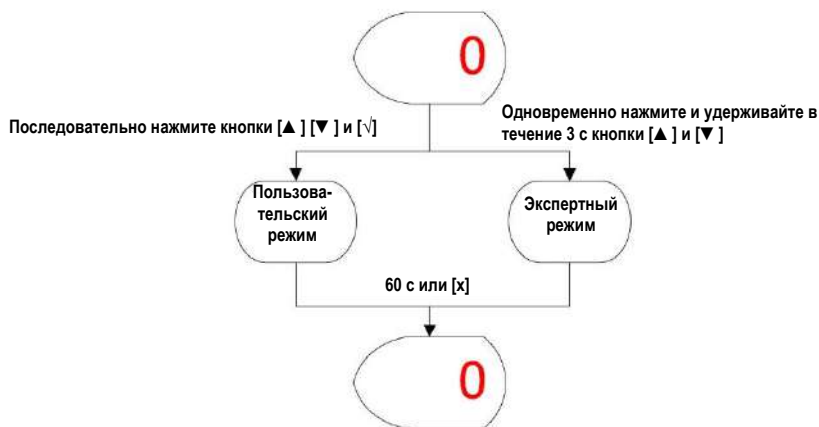 0
Последовательно нажмите кнопки [▲ ] [▼ ] и [√]
Одновременно нажмите и удерживайте в
течение 3 с кнопки [▲ ] и [▼ ]
Пользова-
тельский
режим
Экспертный
режим
60 с или [x]
0